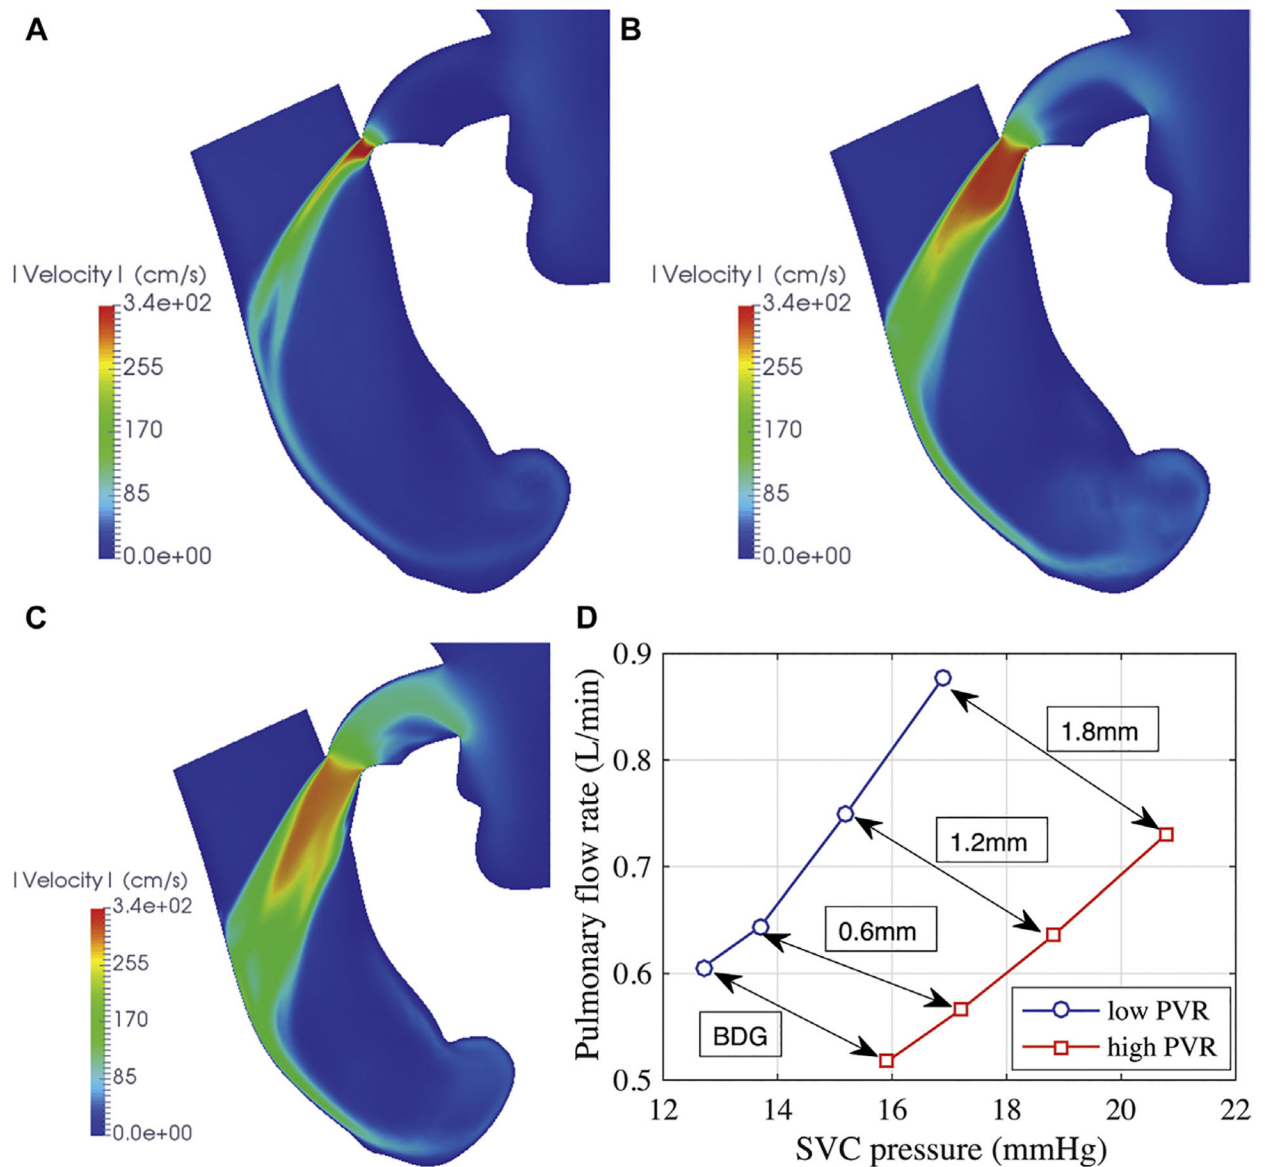 A
| Velocity | (cm/s)
3.4e+02
255
170
85
0.0e+00
B
| Velocity | (cm/s)
3.4e+02
255
170
85
0.0e+00
C
| Velocity | (cm/s)
3.4e+02
255
170
85
0.0e+00
D
Pulmonary flow rate (L/min)
0.9
0.8
0.7
0.6
0.5
1.8mm
1.2mm
0.6mm
BDG
low PVR
high PVR
12 14 16 18 20 22
SVC pressure (mmHg)